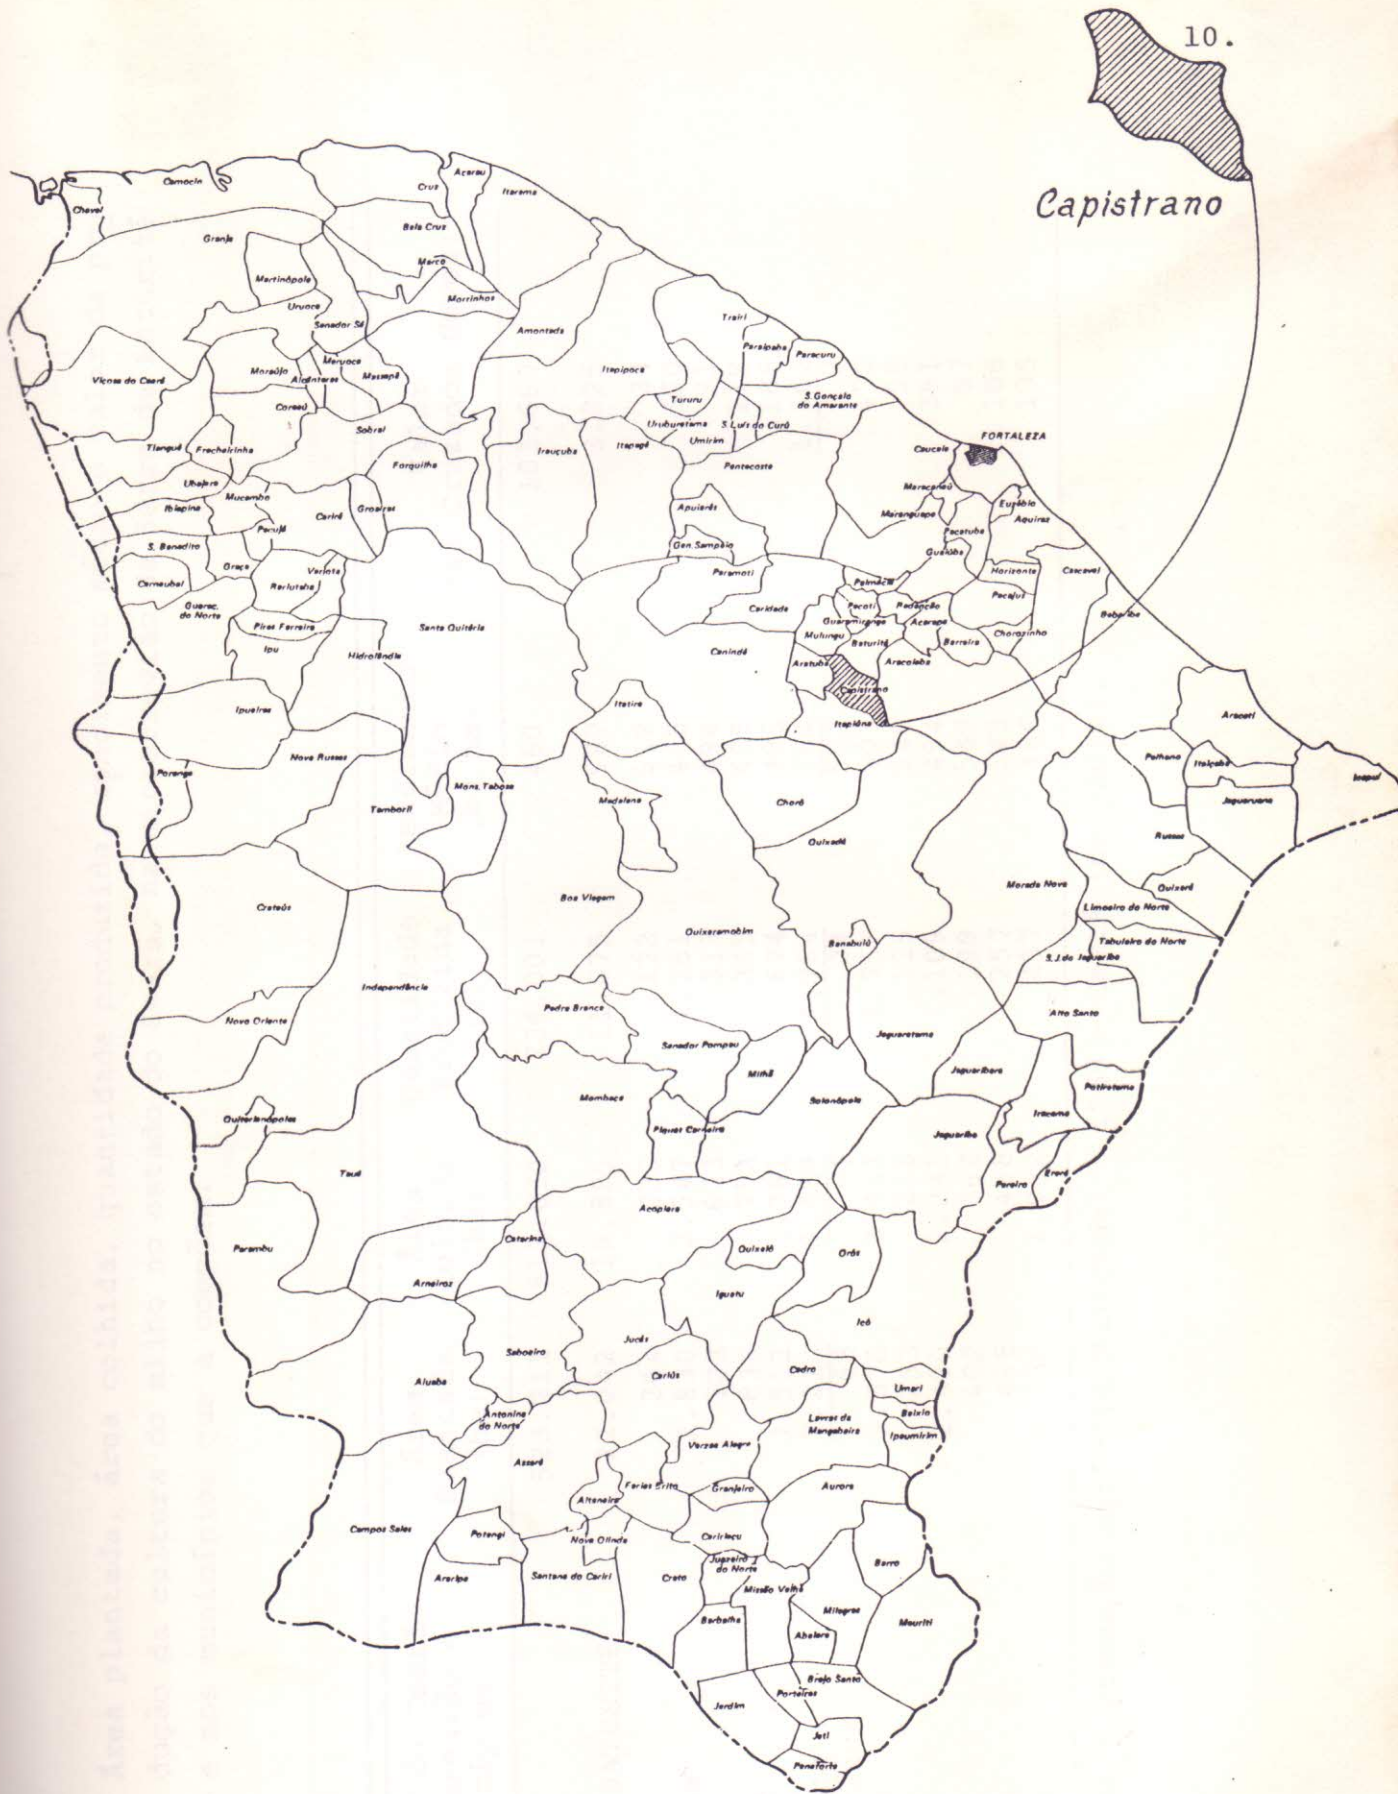 10.
Capistrano
Chaval
Camocin
Cruz
Acarau
Itarema
Granja
Bela Cruz
Marco
Martinópole
Morrinhos
Uruoca
Senador Sá
Amontada
Trairi
Paraipaba
Paracuru
Viçosa do Ceará
Moraújo
Meruoca
Alcântaras
Massapê
Itapipoca
Tururu
S. Gonçalo
do Amarante
Coreaú
Sobral
Uruburetama
S. Luis do Curú
Umirim
Tianguá
Frecheirinha
Forquilha
Irauçuba
Itapagé
Pentecoste
Caucaia
FORTALEZA
Ubajara
Mucambo
Ibiapina
Cariré
Groaíras
Apuiarés
Maracanaú
Maranguape
Eusébio
Aquiraz
Pacatuba
Pacujá
S. Benedito
Graça
Gen. Sampáio
Guaiúba
Carnaubal
Varjota
Reriutaba
Paramoti
Palmácia
Horizonte
Cascavel
Guarac.
do Norte
Pires Ferreira
Ipu
Santa Quitéria
Caridade
Pacoti
Redenção
Pacajuz
Guaramiranga
Acarape
Beberibe
Mulungu
Baturité
Barreira
Chorozinho
Hidrolândia
Canindé
Aratuba
Aracoiaba
Capistrano
Ipueiras
Itatira
Itapiúna
Aracati
Nova Russas
Palhano
Itaiçaba
Icapuí
Poranga
Mons. Tabosa
Tamboril
Madalena
Choró
Jaguaruana
Quixadá
Russas
Crateús
Boa Viagem
Morada Nova
Quixeré
Limoeiro do Norte
Quixeramobim
Banabuiú
Tabuleiro do Norte
S. J. do Jaguaribe
Independência
Pedra Branca
Alto Santo
Novo Oriente
Senador Pompeu
Jaguaretama
Milhã
Jaguaribara
Mombaça
Solonópole
Potiretama
Iracema
Quiterianópoles
Piquet Carneiro
Jaguaribe
Tauá
Pereiro
Ererê
Acopiara
Parambu
Catarina
Quixelô
Orós
Arneiroz
Iguatu
Icó
Saboeiro
Jucás
Aiuaba
Cariús
Cedro
Umari
Antonina
do Norte
Baixio
Lavras da
Mangabeira
Ipaumirim
Várzea Alegre
Assaré
Farias Brito
Granjeiro
Aurora
Altaneira
Campos Sales
Potengi
Nova Olinda
Caririaçu
Barro
Araripe
Santana do Cariri
Crato
Juazeiro
do Norte
Missão Velha
Barbalha
Milagres
Mauriti
Abaiara
Brejo Santo
Porteiras
Jardim
Jati
Penaforte